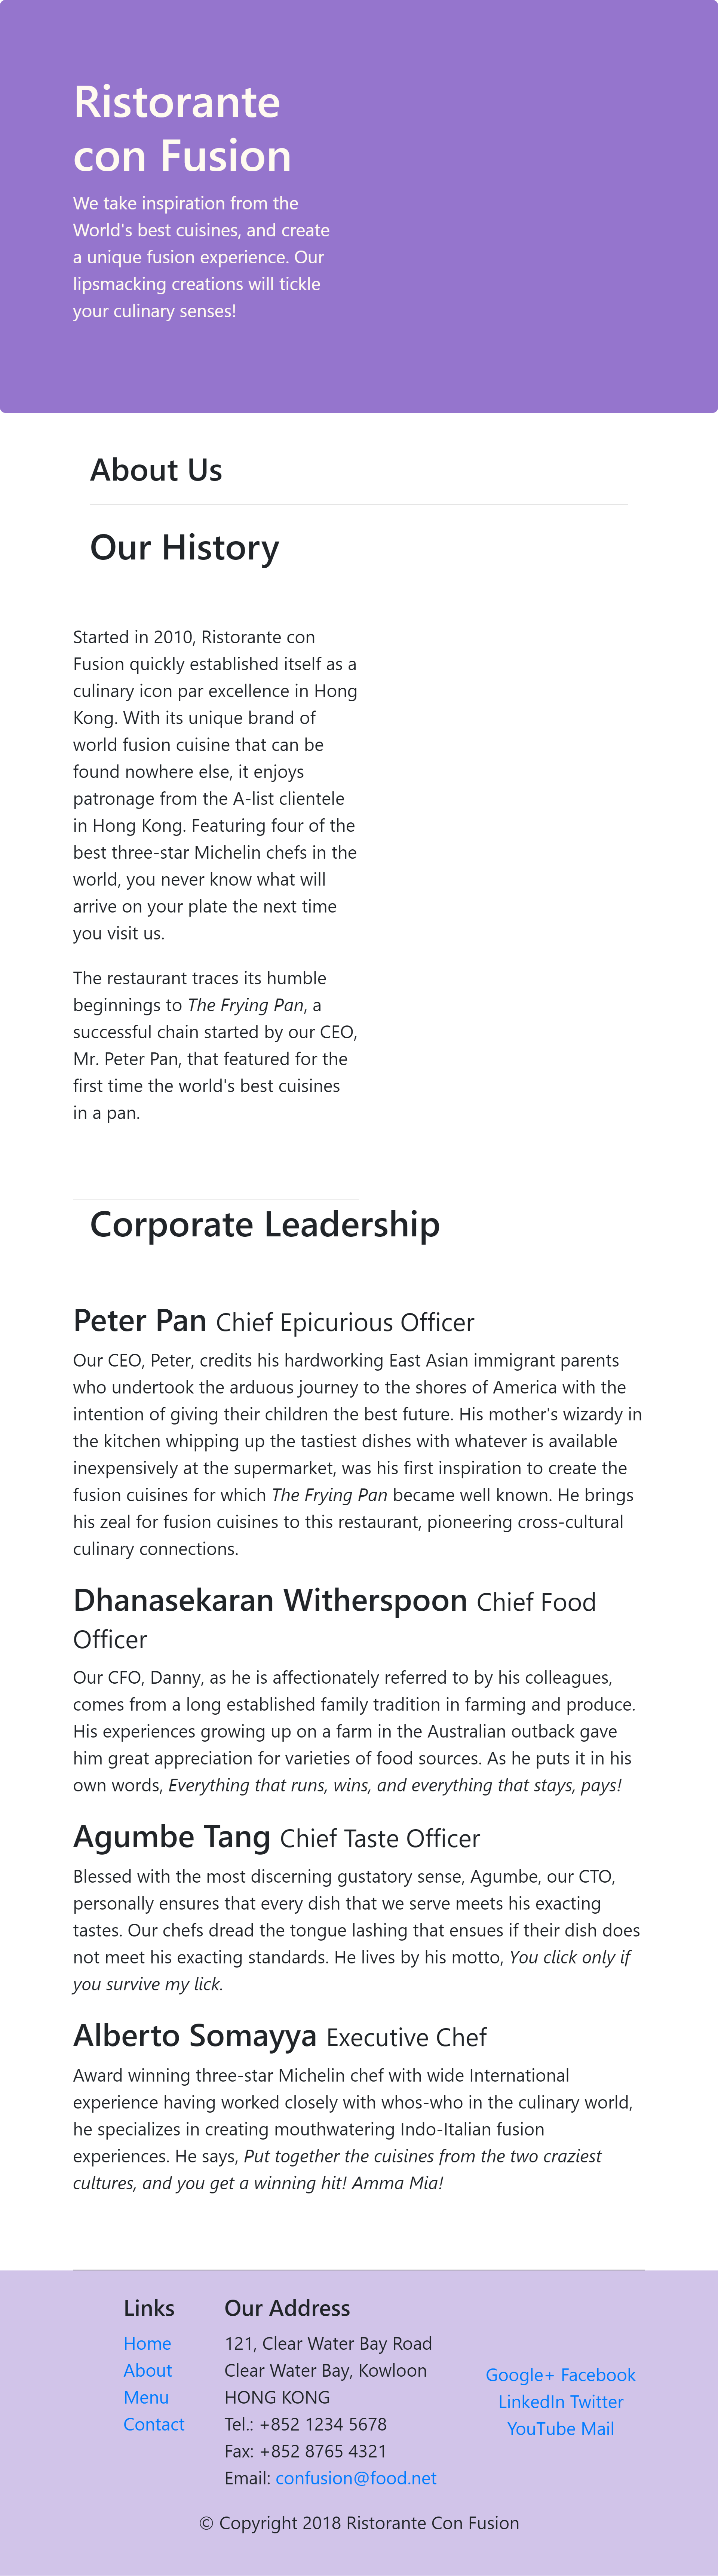 Ristorante
con Fusion
We take inspiration from the
World's best cuisines, and create
a unique fusion experience. Our
lipsmacking creations will tickle
your culinary senses!
About Us
Our History
Started in 2010, Ristorante con
Fusion quickly established itself as a
culinary icon par excellence in Hong
Kong. With its unique brand of
world fusion cuisine that can be
found nowhere else, it enjoys
patronage from the A-list clientele
in Hong Kong. Featuring four of the
best three-star Michelin chefs in the
world, you never know what will
arrive on your plate the next time
you visit us.
The restaurant traces its humble
beginnings to The Frying Pan, a
successful chain started by our CEO,
Mr. Peter Pan, that featured for the
first time the world's best cuisines
in a pan.
Corporate Leadership
Peter Pan Chief Epicurious Officer
Our CEO, Peter, credits his hardworking East Asian immigrant parents
who undertook the arduous journey to the shores of America with the
intention of giving their children the best future. His mother's wizardy in
the kitchen whipping up the tastiest dishes with whatever is available
inexpensively at the supermarket, was his first inspiration to create the
fusion cuisines for which The Frying Pan became well known. He brings
his zeal for fusion cuisines to this restaurant, pioneering cross-cultural
culinary connections.
Dhanasekaran Witherspoon Chief Food
Officer
Our CFO, Danny, as he is affectionately referred to by his colleagues,
comes from a long established family tradition in farming and produce.
His experiences growing up on a farm in the Australian outback gave
him great appreciation for varieties of food sources. As he puts it in his
own words, Everything that runs, wins, and everything that stays, pays!
Agumbe Tang Chief Taste Officer
Blessed with the most discerning gustatory sense, Agumbe, our CTO,
personally ensures that every dish that we serve meets his exacting
tastes. Our chefs dread the tongue lashing that ensues if their dish does
not meet his exacting standards. He lives by his motto, You click only if
you survive my lick.
Alberto Somayya Executive Chef
Award winning three-star Michelin chef with wide International
experience having worked closely with whos-who in the culinary world,
he specializes in creating mouthwatering Indo-Italian fusion
experiences. He says, Put together the cuisines from the two craziest
cultures, and you get a winning hit! Amma Mia!
Links
Home
About
Menu
Contact
Our Address
121, Clear Water Bay Road
Clear Water Bay, Kowloon
HONG KONG
Tel.: +852 1234 5678
Fax: +852 8765 4321
Email: confusion@food.net
Google+ Facebook
LinkedIn Twitter
YouTube Mail
© Copyright 2018 Ristorante Con Fusion